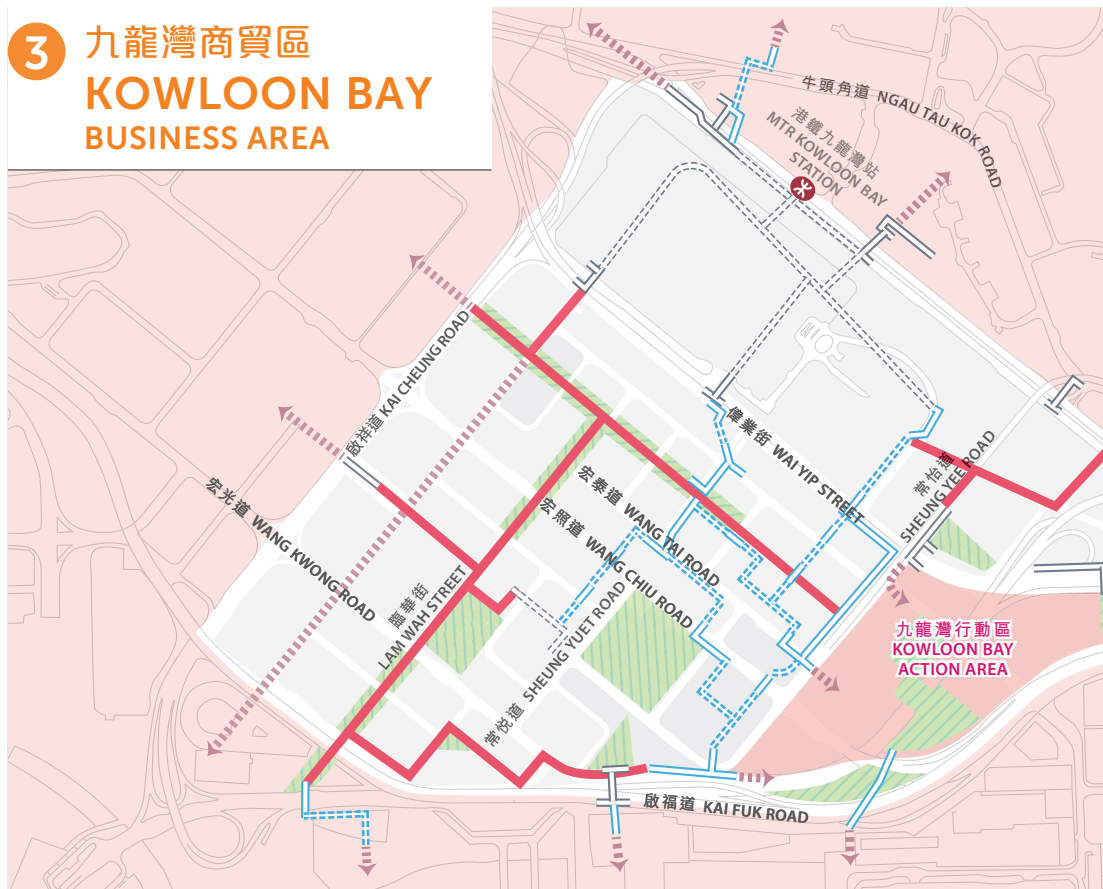 3
九龍灣商貿區
KOWLOON BAY
BUSINESS AREA
牛頭角道 NGAU TAU KOK ROAD
港鐵九龍灣站
MTR KOWLOON BAY
STATION
啟祥道 KAI CHEUNG ROAD
偉業街 WAI YIP STREET
常怡道
SHEUNG YEE ROAD
宏泰道 WANG TAI ROAD
宏照道 WANG CHIU ROAD
宏光道 WANG KWONG ROAD
臨華街
LAM WAH STREET
常悅道 SHEUNG YUET ROAD
九龍灣行動區
KOWLOON BAY
ACTION AREA
啟福道 KAI FUK ROAD